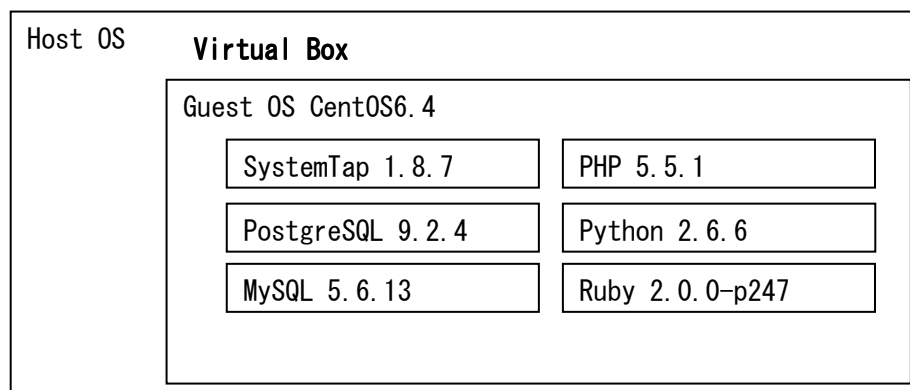 Host OS
Virtual Box
Guest OS CentOS6.4
SystemTap 1.8.7
PHP 5.5.1
PostgreSQL 9.2.4
Python 2.6.6
MySQL 5.6.13
Ruby 2.0.0-p247